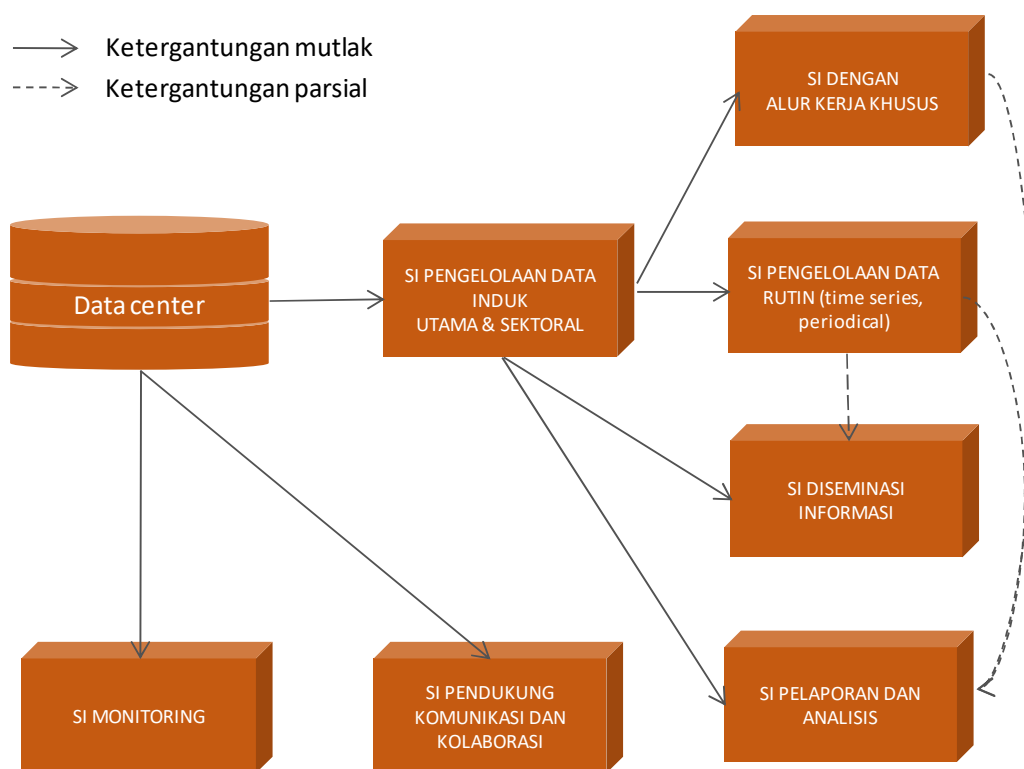 Ketergantungan mutlak
Ketergantungan parsial
SI DENGAN
ALUR KERJA KHUSUS
Data center
SI PENGELOLAAN DATA
INDUK
UTAMA & SEKTORAL
SI PENGELOLAAN DATA
RUTIN (time series,
periodical)
SI DISEMINASI
INFORMASI
SI MONITORING
SI PENDUKUNG
KOMUNIKASI DAN
KOLABORASI
SI PELAPORAN DAN
ANALISIS